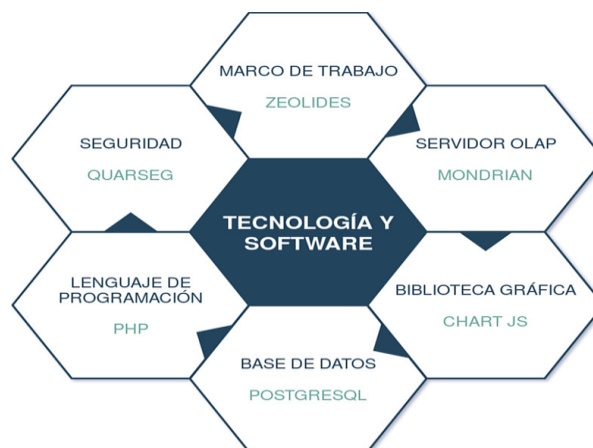 MARCO DE TRABAJO
ZEOLIDES
SERVIDOR OLAP
MONDRIAN
BIBLIOTECA GRÁFICA
CHART JS
BASE DE DATOS
POSTGRESQL
LENGUAJE DE
PROGRAMACIÓN
PHP
SEGURIDAD
QUARSEG
TECNOLOGÍA Y
SOFTWARE